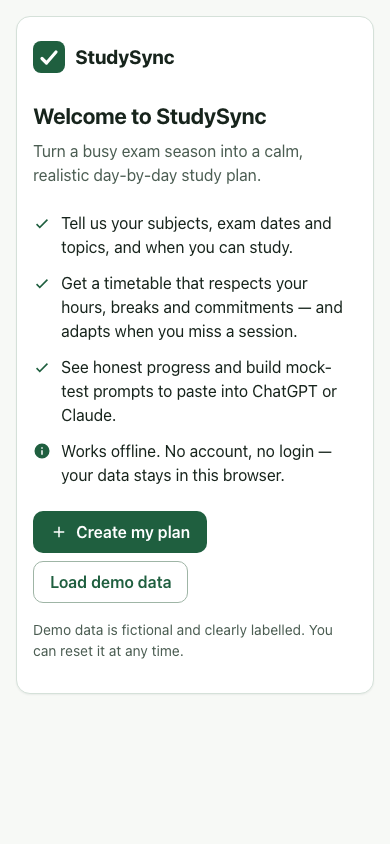 StudySync
Welcome to StudySync
Turn a busy exam season into a calm,
realistic day-by-day study plan.
Tell us your subjects, exam dates and
topics, and when you can study.
Get a timetable that respects your
hours, breaks and commitments — and
adapts when you miss a session.
See honest progress and build mock-
test prompts to paste into ChatGPT or
Claude.
Works offline. No account, no login —
your data stays in this browser.
Create my plan
Load demo data
Demo data is fictional and clearly labelled. You
can reset it at any time.